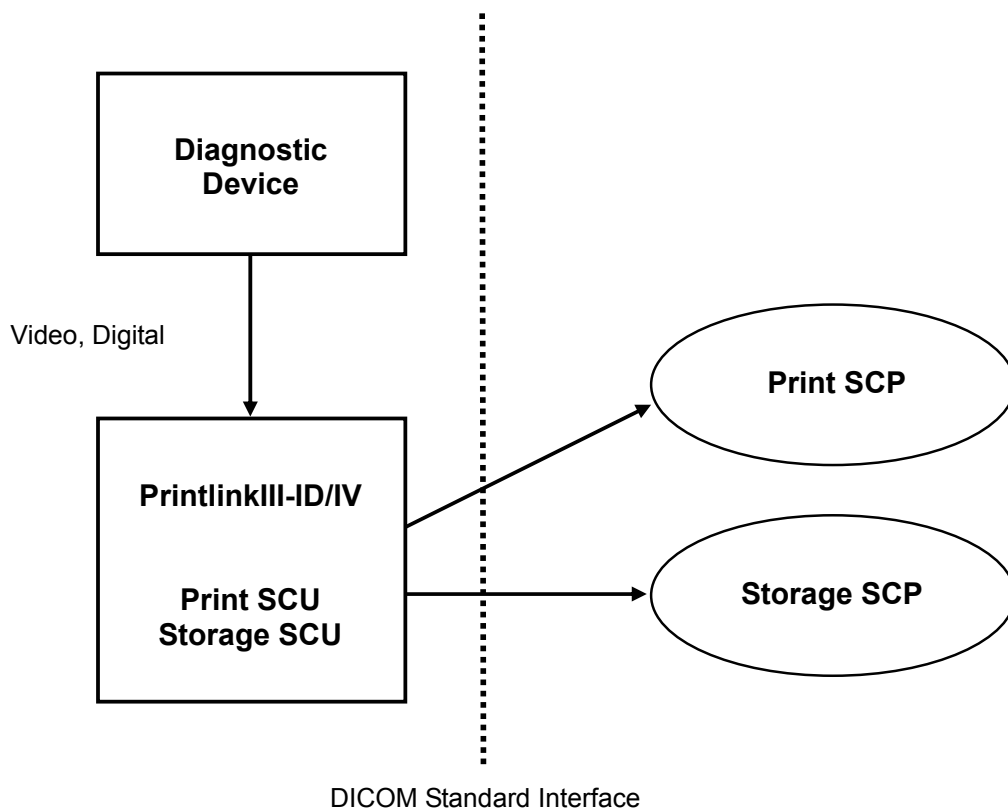 Diagnostic
Device
Video, Digital
Print SCP
PrintlinkIII-ID/IV
Print SCU
Storage SCU
Storage SCP
DICOM Standard Interface